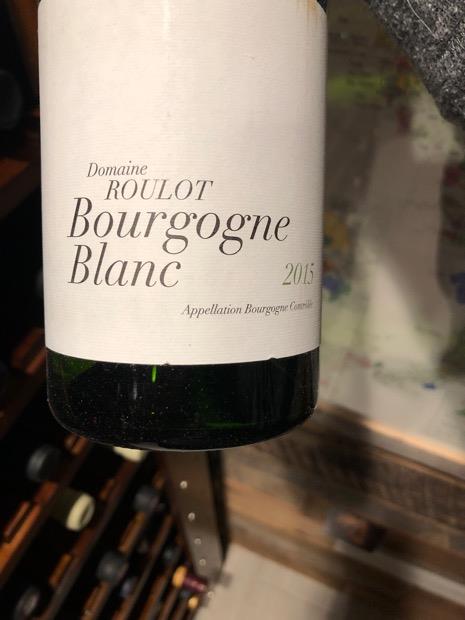 Domaine
ROULOT
Bourgogne
Blanc
2015
Appellation Bourgogne Contrôlée